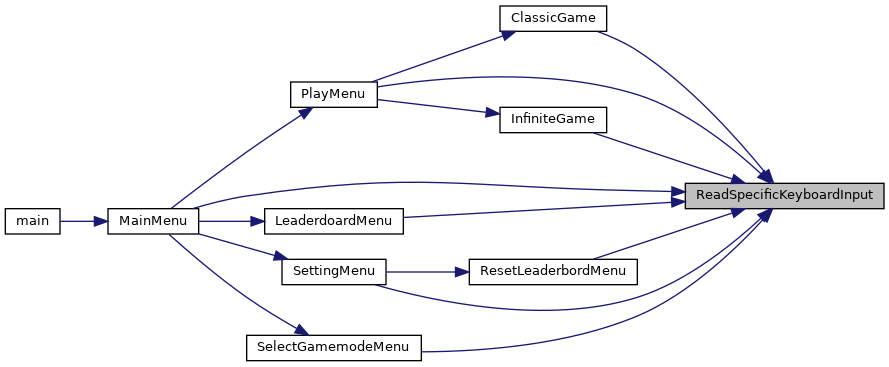 ClassicGame
PlayMenu
InfiniteGame
ReadSpecificKeyboardInput
main
MainMenu
LeaderdoardMenu
SettingMenu
ResetLeaderbordMenu
SelectGamemodeMenu